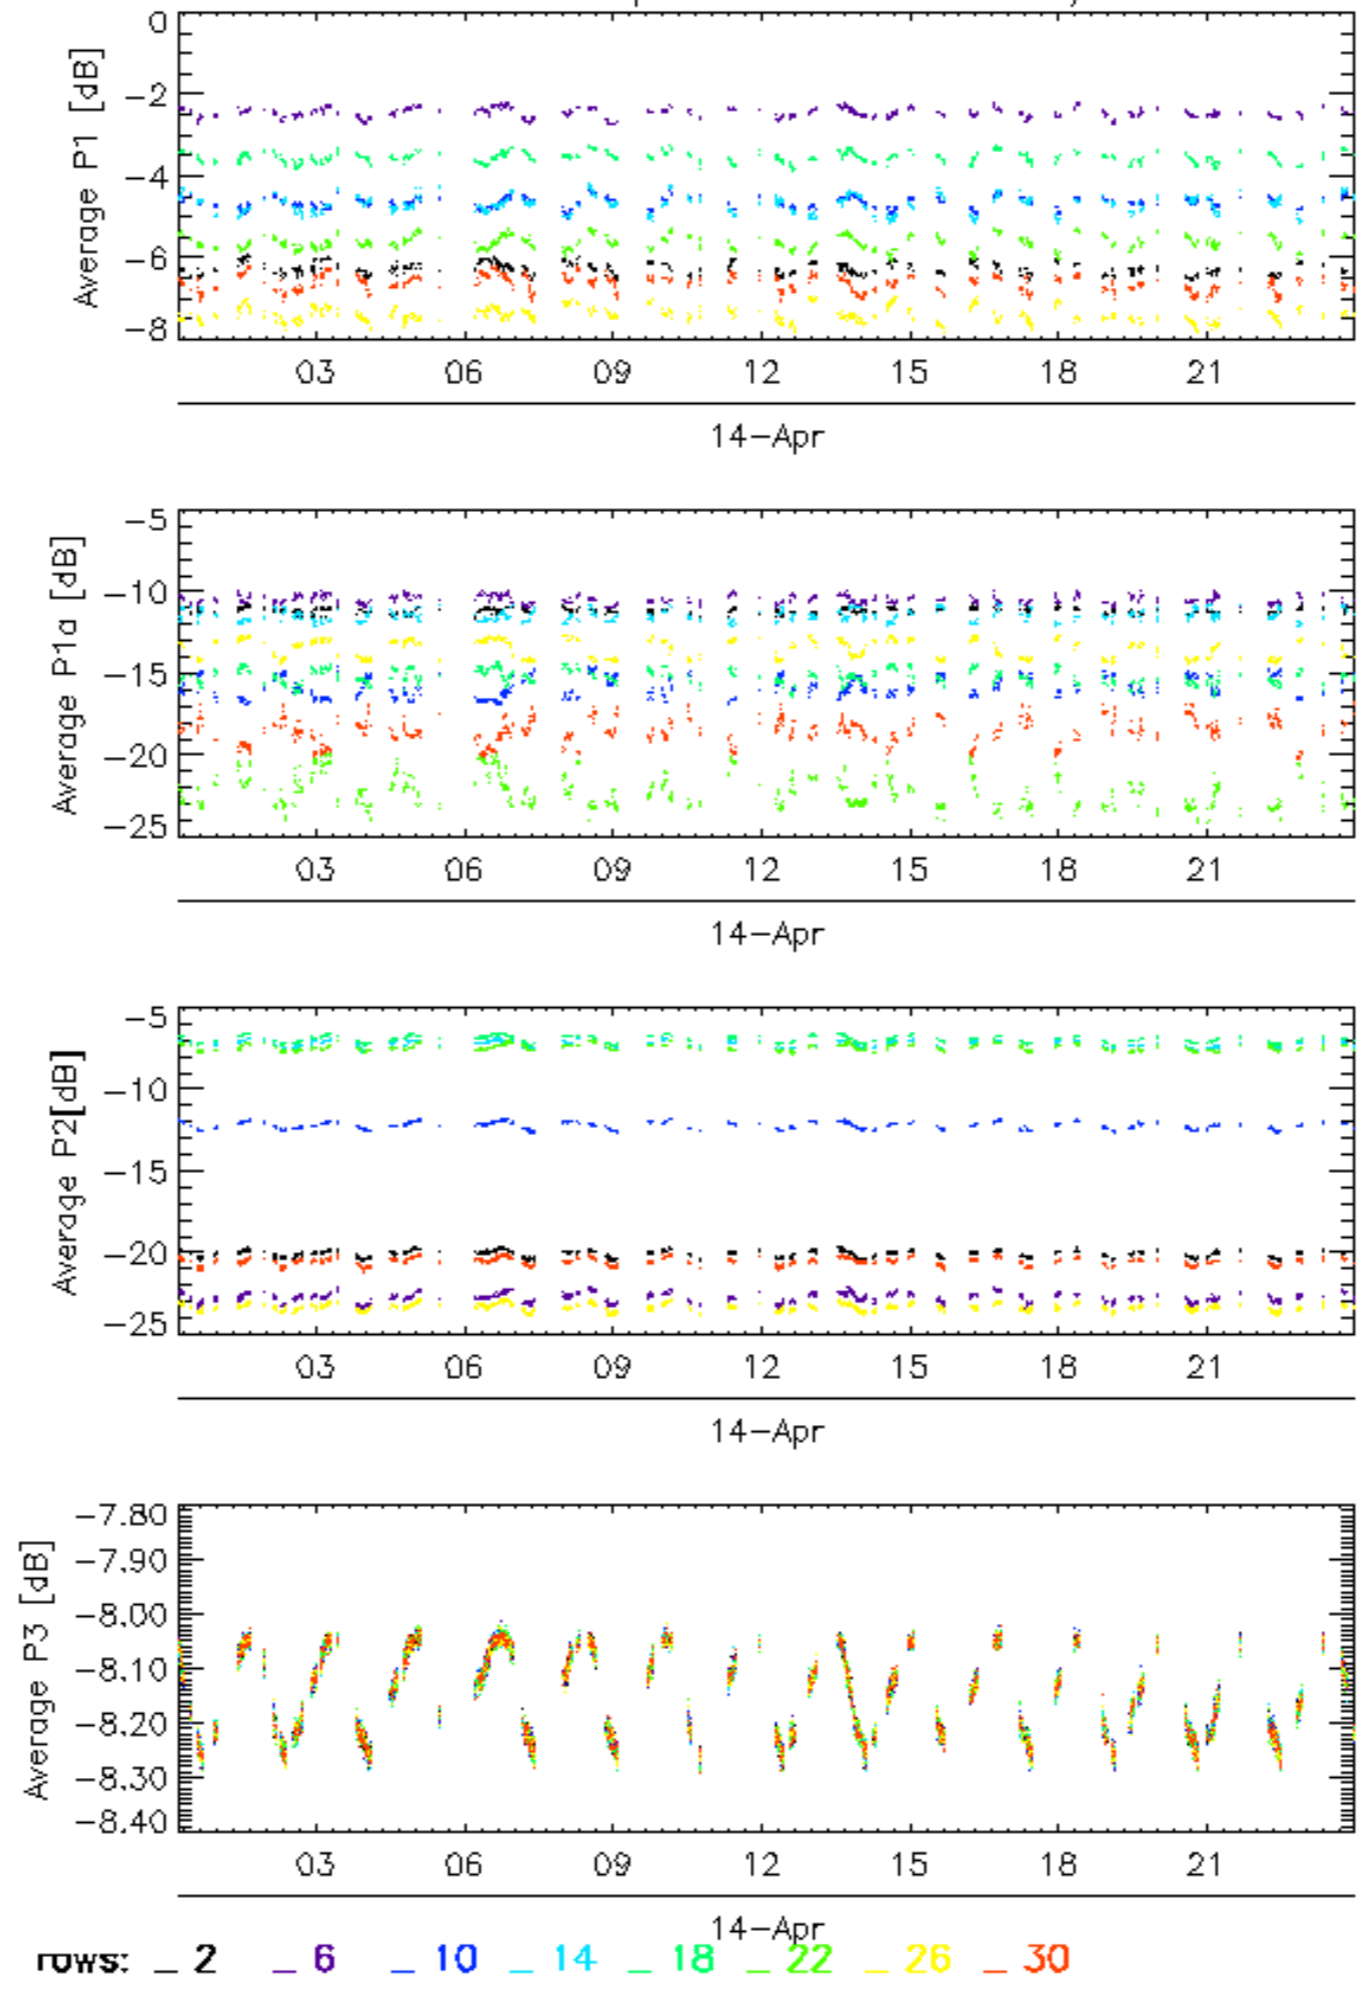 0
−2
−4
−6
−8
Average P1 [dB]
03 06 09 12 15 18 21
14−Apr
−5
−10
−15
−20
−25
Average P1a [dB]
03 06 09 12 15 18 21
14−Apr
−5
−10
−15
−20
−25
Average P2[dB]
03 06 09 12 15 18 21
14−Apr
−7.80
−7.90
−8.00
−8.10
−8.20
−8.30
−8.40
Average P3 [dB]
03 06 09 12 15 18 21
14−Apr
rows: _ 2 _ 6 _ 10 _ 14 _ 18 _ 22 _ 26 _ 30